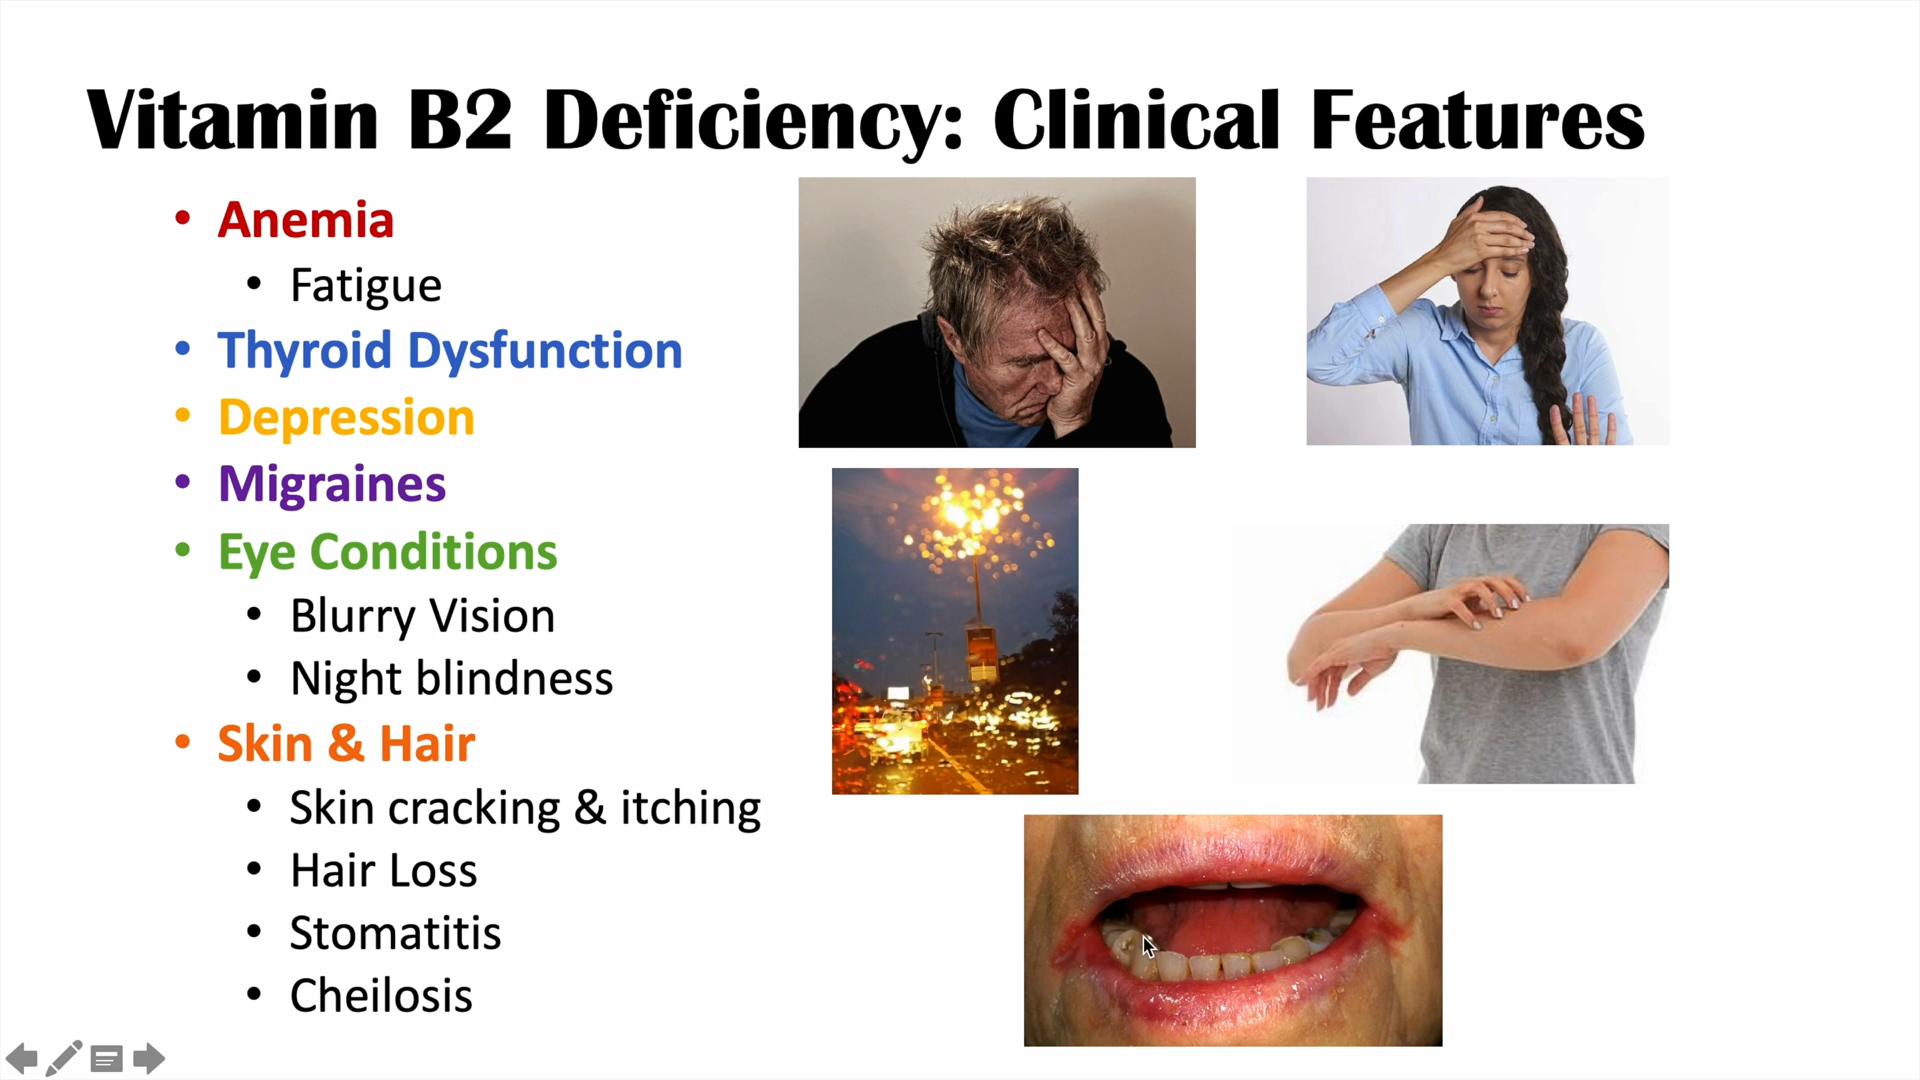 Vitamin B2 Deficiency: Clinical Features
• Anemia
• Fatigue
• Thyroid Dysfunction
• Depression
• Migraines
• Eye Conditions
• Blurry Vision
• Night blindness
• Skin & Hair
• Skin cracking & itching
• Hair Loss
• Stomatitis
• Cheilosis